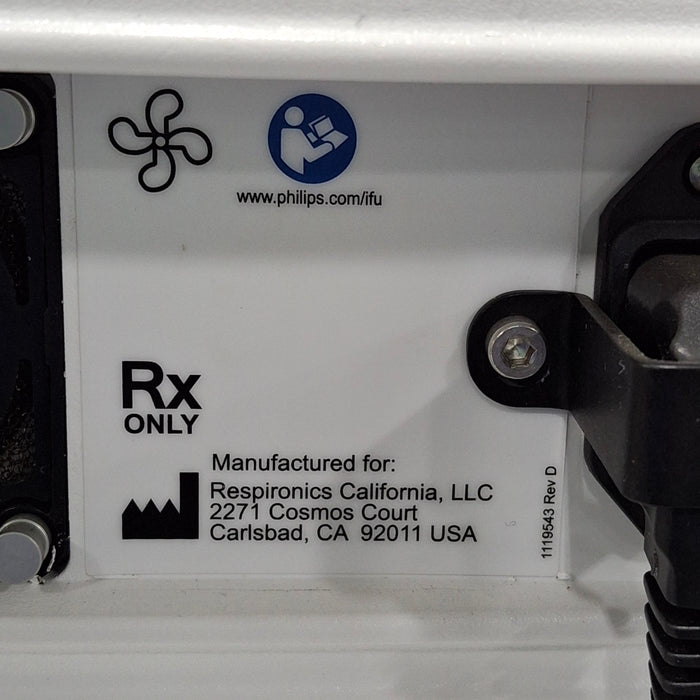 www.philips.com/ifu
Rx
ONLY
Manufactured for:
Respironics California, LLC
2271 Cosmos Court
Carlsbad, CA 92011 USA
1119543 Rev D